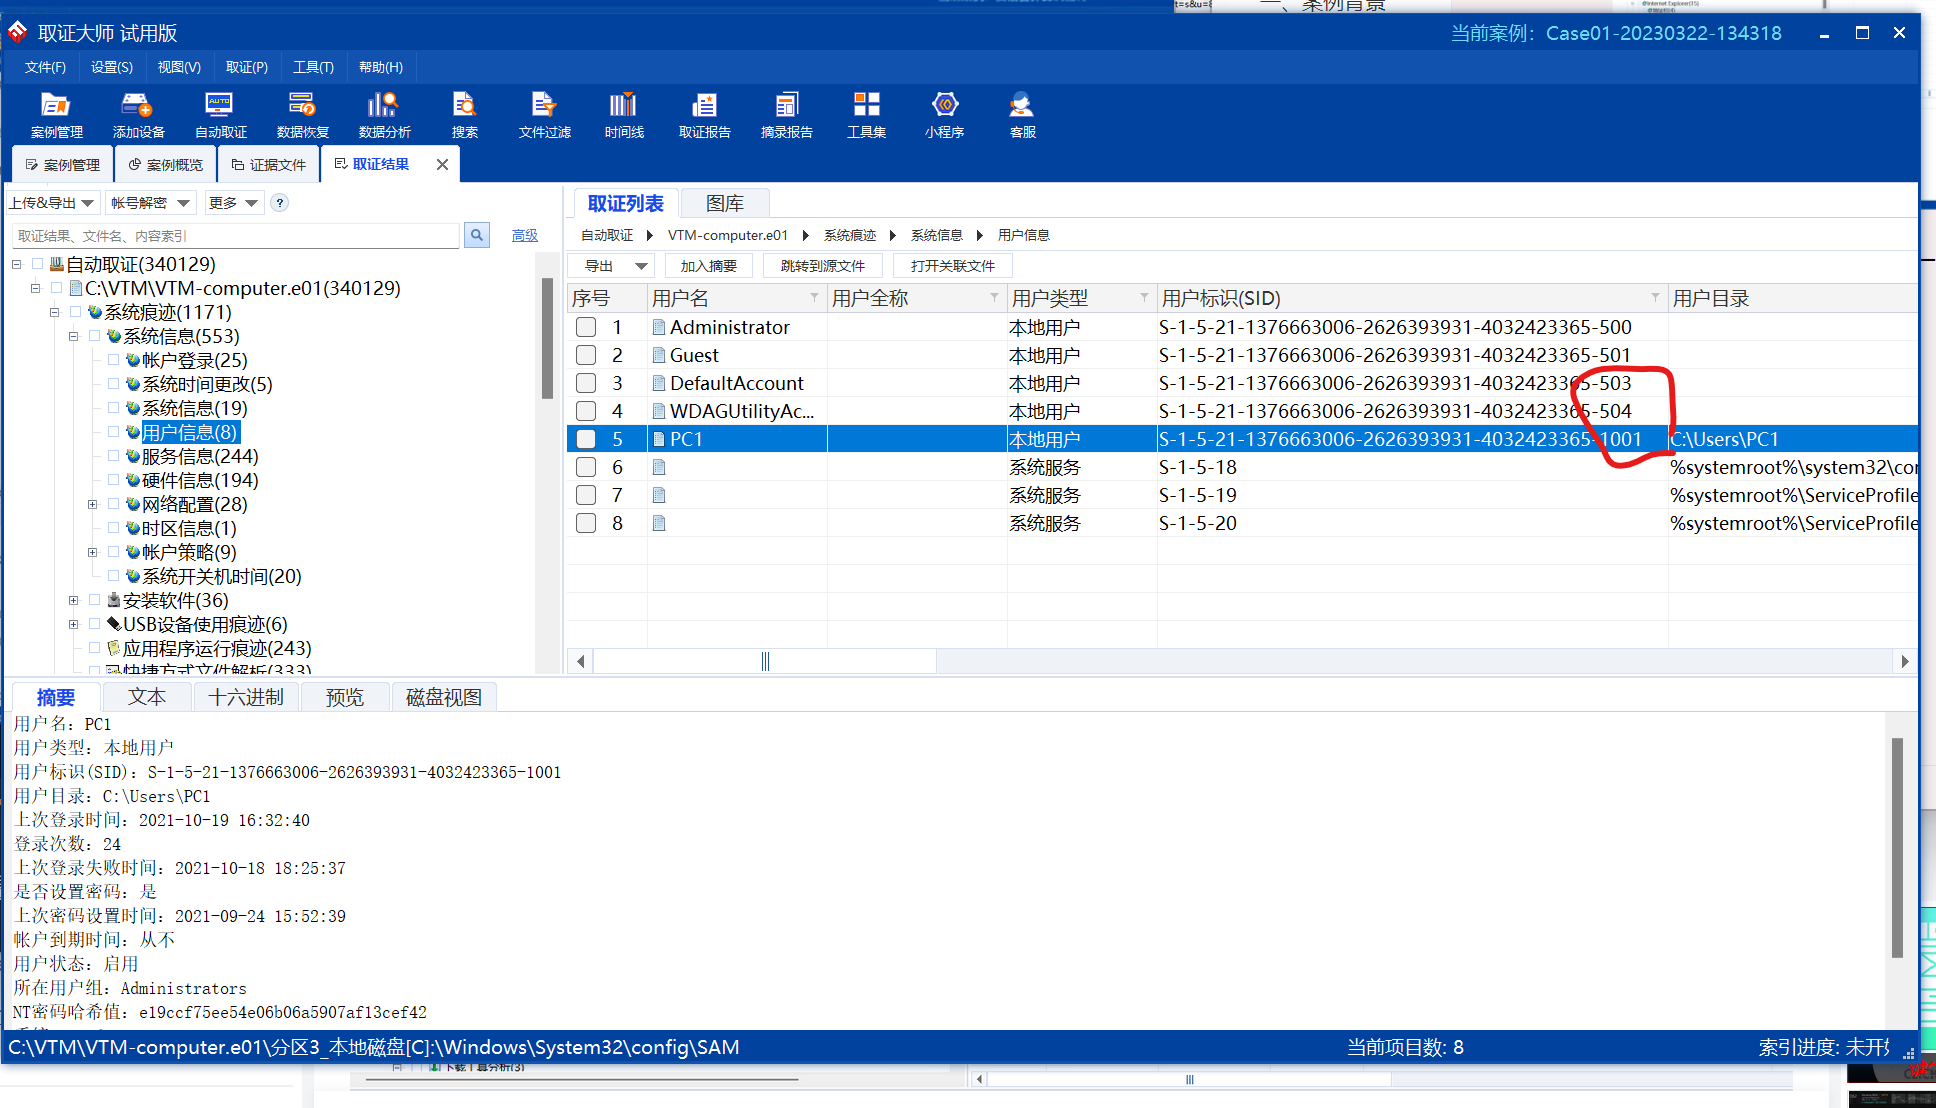 t=s&u=8
一、案例背景
取证大师 试用版
当前案例：Case01-20230322-134318
文件(F) 设置(S) 视图(V) 取证(P) 工具(T) 帮助(H)
案例管理 添加设备 自动取证 数据恢复 数据分析 搜索 文件过滤 时间线 取证报告 摘录报告 工具集 小程序 客服
案例管理 案例概览 证据文件 取证结果
上传&导出 帐号解密 更多 ?
取证结果、文件名、内容索引 高级
自动取证(340129)
C:\VTM\VTM-computer.e01(340129)
系统痕迹(1171)
系统信息(553)
帐户登录(25)
系统时间更改(5)
系统信息(19)
用户信息(8)
服务信息(244)
硬件信息(194)
网络配置(28)
时区信息(1)
帐户策略(9)
系统开关机时间(20)
安装软件(36)
USB设备使用痕迹(6)
应用程序运行痕迹(243)
快捷方式文件解析(333)
取证列表 图库
自动取证 VTM-computer.e01 系统痕迹 系统信息 用户信息
导出 加入摘要 跳转到源文件 打开关联文件
序号 用户名 用户全称 用户类型 用户标识(SID) 用户目录
1 Administrator 本地用户 S-1-5-21-1376663006-2626393931-4032423365-500
2 Guest 本地用户 S-1-5-21-1376663006-2626393931-4032423365-501
3 DefaultAccount 本地用户 S-1-5-21-1376663006-2626393931-4032423365-503
4 WDAGUtilityAc... 本地用户 S-1-5-21-1376663006-2626393931-4032423365-504
5 PC1 本地用户 S-1-5-21-1376663006-2626393931-4032423365-1001 C:\Users\PC1
6 系统服务 S-1-5-18 %systemroot%\system32\cor
7 系统服务 S-1-5-19 %systemroot%\ServiceProfile
8 系统服务 S-1-5-20 %systemroot%\ServiceProfile
摘要 文本 十六进制 预览 磁盘视图
用户名：PC1
用户类型：本地用户
用户标识(SID)：S-1-5-21-1376663006-2626393931-4032423365-1001
用户目录：C:\Users\PC1
上次登录时间：2021-10-19 16:32:40
登录次数：24
上次登录失败时间：2021-10-18 18:25:37
是否设置密码：是
上次密码设置时间：2021-09-24 15:52:39
帐户到期时间：从不
用户状态：启用
所在用户组：Administrators
NT密码哈希值：e19ccf75ee54e06b06a5907af13cef42
C:\VTM\VTM-computer.e01\分区3_本地磁盘[C]:\Windows\System32\config\SAM
当前项目数: 8
索引进度: 未开始
下载工具分析(3)